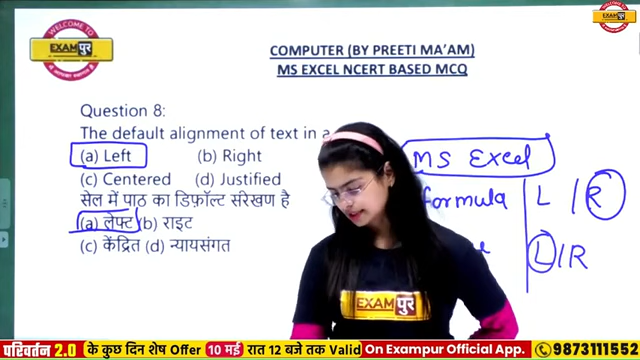 WELCOME TO
EXAMपुर
COMPUTER (BY PREETI MA'AM)
MS EXCEL NCERT BASED MCQ
WELCOME TO
EXAMपुर
Question 8:
The default alignment of text in a
(a) Left (b) Right
(c) Centered (d) Justified
सेल में पाठ का डिफ़ॉल्ट संरेखण है
(a) लेफ्ट (b) राइट
(c) केंद्रित (d) न्यायसंगत
MS Excel
formula L / R
L / R
EXAMपुर
परिवर्तन 2.0 के कुछ दिन शेष Offer 10 मई रात 12 बजे तक Valid On Exampur Official App. 9873111552